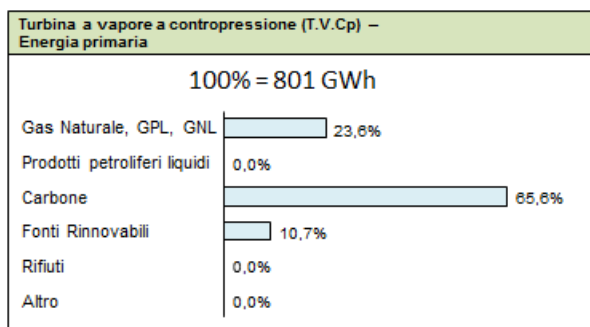 Turbina a vapore a contropressione (T.V.Cp) –
Energia primaria
100% = 801 GWh
Gas Naturale, GPL, GNL 23,6%
Prodotti petroliferi liquidi 0,0%
Carbone 65,6%
Fonti Rinnovabili 10,7%
Rifiuti 0,0%
Altro 0,0%